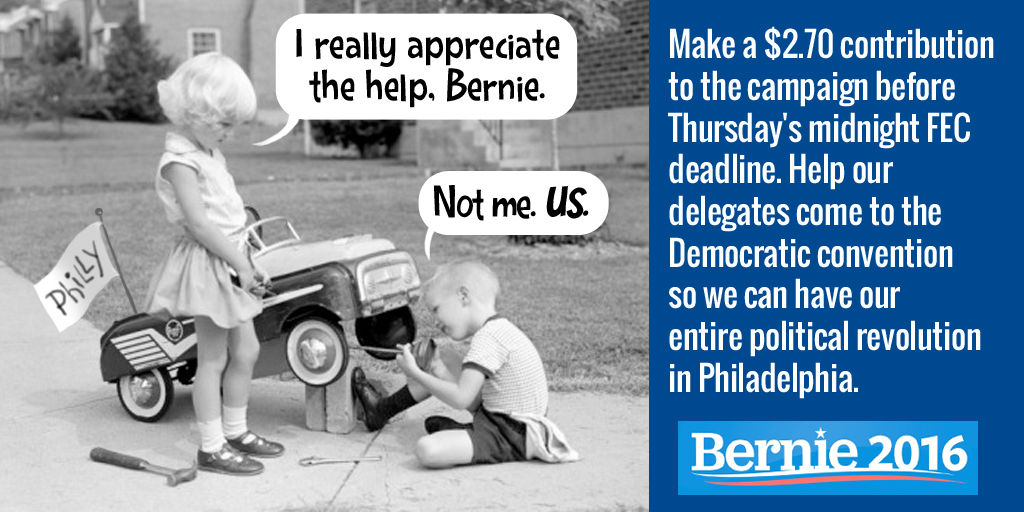 I really appreciate
the help, Bernie.
Not me. us.
PHiLLY
Make a $2.70 contribution
to the campaign before
Thursday's midnight FEC
deadline. Help our
delegates come to the
Democratic convention
so we can have our
entire political revolution
in Philadelphia.
Bernie 2016